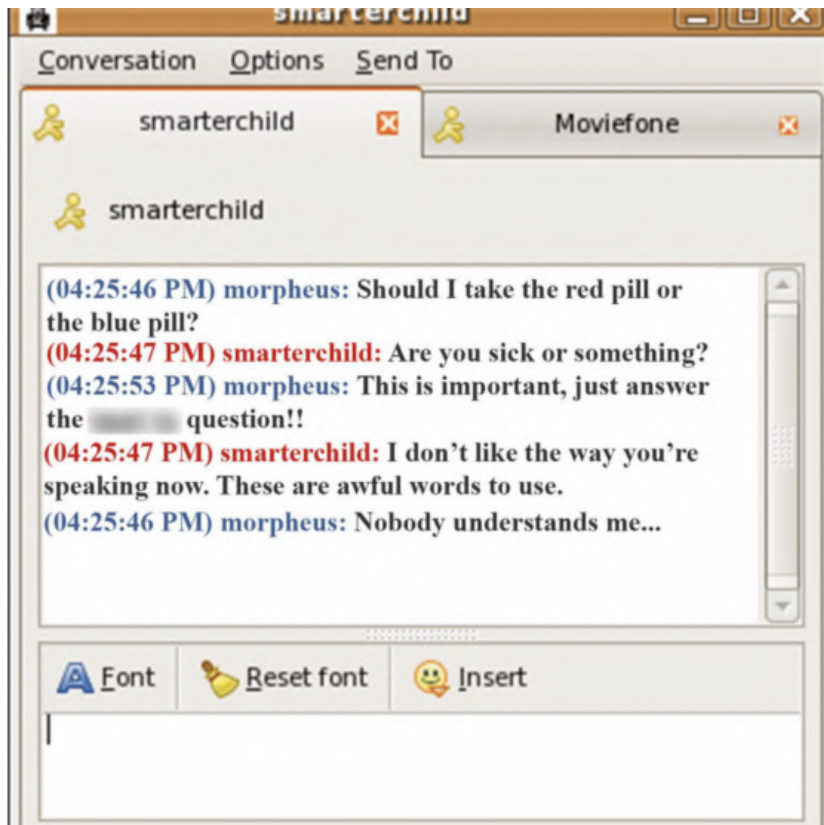 smarterchild
Conversation Options Send To
smarterchild Moviefone
smarterchild
(04:25:46 PM) morpheus: Should I take the red pill or
the blue pill?
(04:25:47 PM) smarterchild: Are you sick or something?
(04:25:53 PM) morpheus: This is important, just answer
the question!!
(04:25:47 PM) smarterchild: I don’t like the way you’re
speaking now. These are awful words to use.
(04:25:46 PM) morpheus: Nobody understands me...
Font Reset font Insert